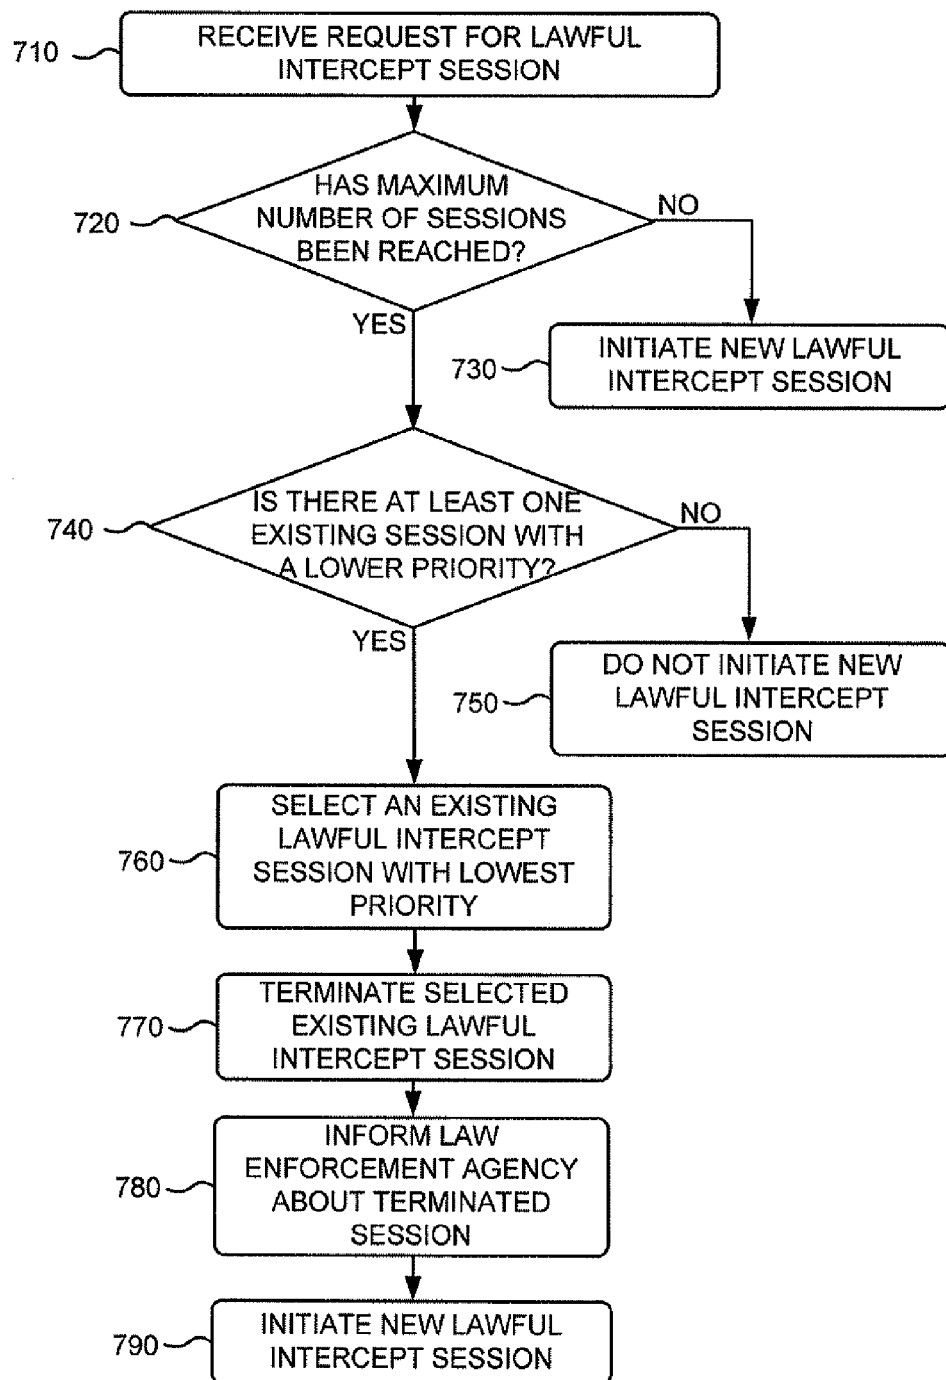 710
RECEIVE REQUEST FOR LAWFUL
INTERCEPT SESSION
720
HAS MAXIMUM
NUMBER OF SESSIONS
BEEN REACHED?
NO
YES
730
INITIATE NEW LAWFUL
INTERCEPT SESSION
740
IS THERE AT LEAST ONE
EXISTING SESSION WITH
A LOWER PRIORITY?
NO
YES
750
DO NOT INITIATE NEW
LAWFUL INTERCEPT
SESSION
760
SELECT AN EXISTING
LAWFUL INTERCEPT
SESSION WITH LOWEST
PRIORITY
770
TERMINATE SELECTED
EXISTING LAWFUL
INTERCEPT SESSION
780
INFORM LAW
ENFORCEMENT AGENCY
ABOUT TERMINATED
SESSION
790
INITIATE NEW LAWFUL
INTERCEPT SESSION